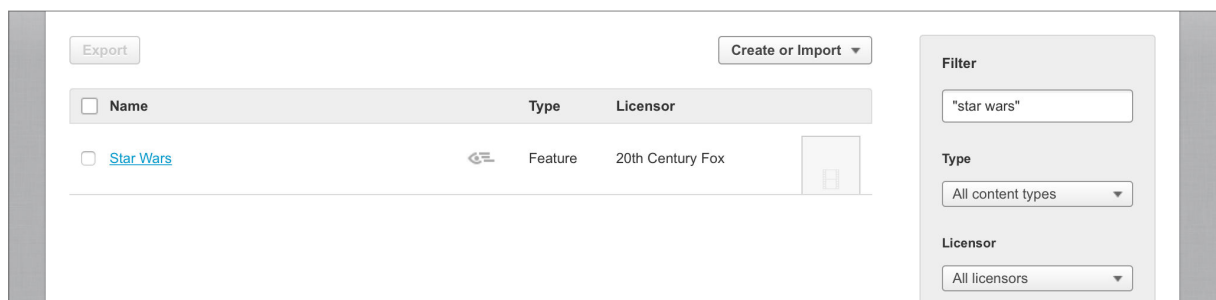 Export
Create or Import
Name Type Licensor
Star Wars Feature 20th Century Fox
Filter
"star wars"
Type
All content types
Licensor
All licensors